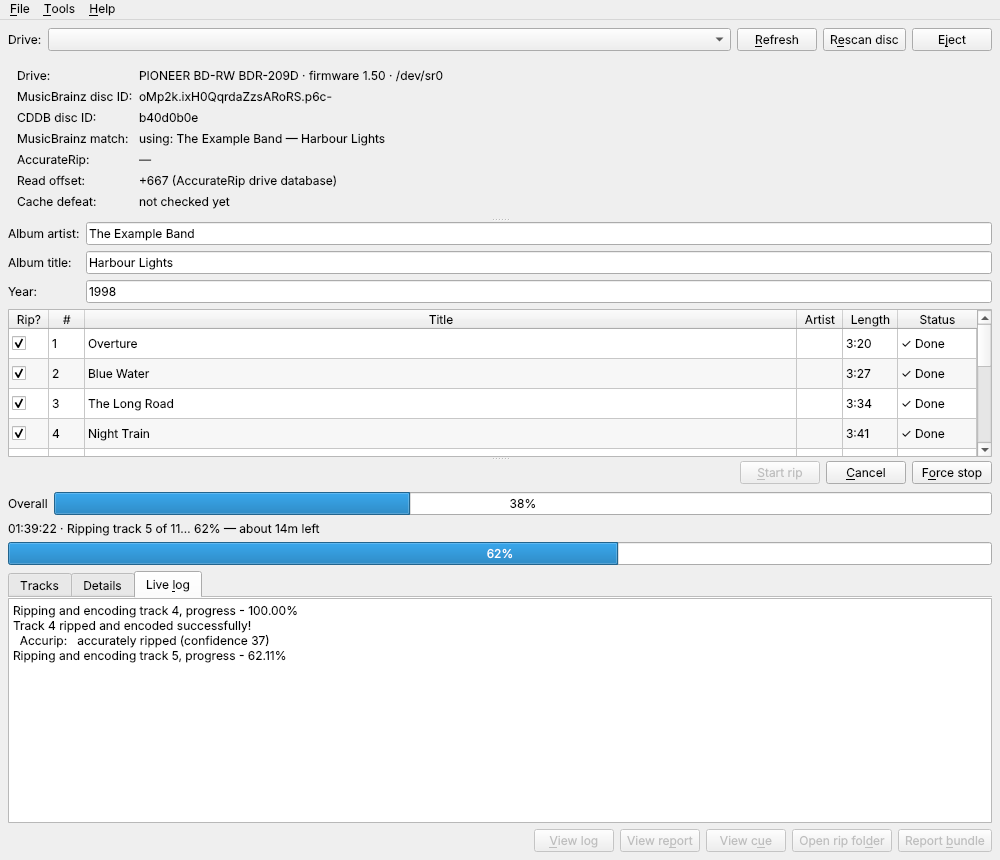 File Tools Help
Drive: Refresh Rescan disc Eject
Drive: PIONEER BD-RW BDR-209D · firmware 1.50 · /dev/sr0
MusicBrainz disc ID: oMp2k.ixH0QqrdaZzsARoRS.p6c-
CDDB disc ID: b40d0b0e
MusicBrainz match: using: The Example Band — Harbour Lights
AccurateRip: —
Read offset: +667 (AccurateRip drive database)
Cache defeat: not checked yet
Album artist: The Example Band
Album title: Harbour Lights
Year: 1998
Rip? # Title Artist Length Status
1 Overture 3:20 ✓ Done
2 Blue Water 3:27 ✓ Done
3 The Long Road 3:34 ✓ Done
4 Night Train 3:41 ✓ Done
Start rip Cancel Force stop
Overall 38%
01:39:22 · Ripping track 5 of 11... 62% — about 14m left
62%
Tracks Details Live log
Ripping and encoding track 4, progress - 100.00%
Track 4 ripped and encoded successfully!
Accurip: accurately ripped (confidence 37)
Ripping and encoding track 5, progress - 62.11%
View log View report View cue Open rip folder Report bundle